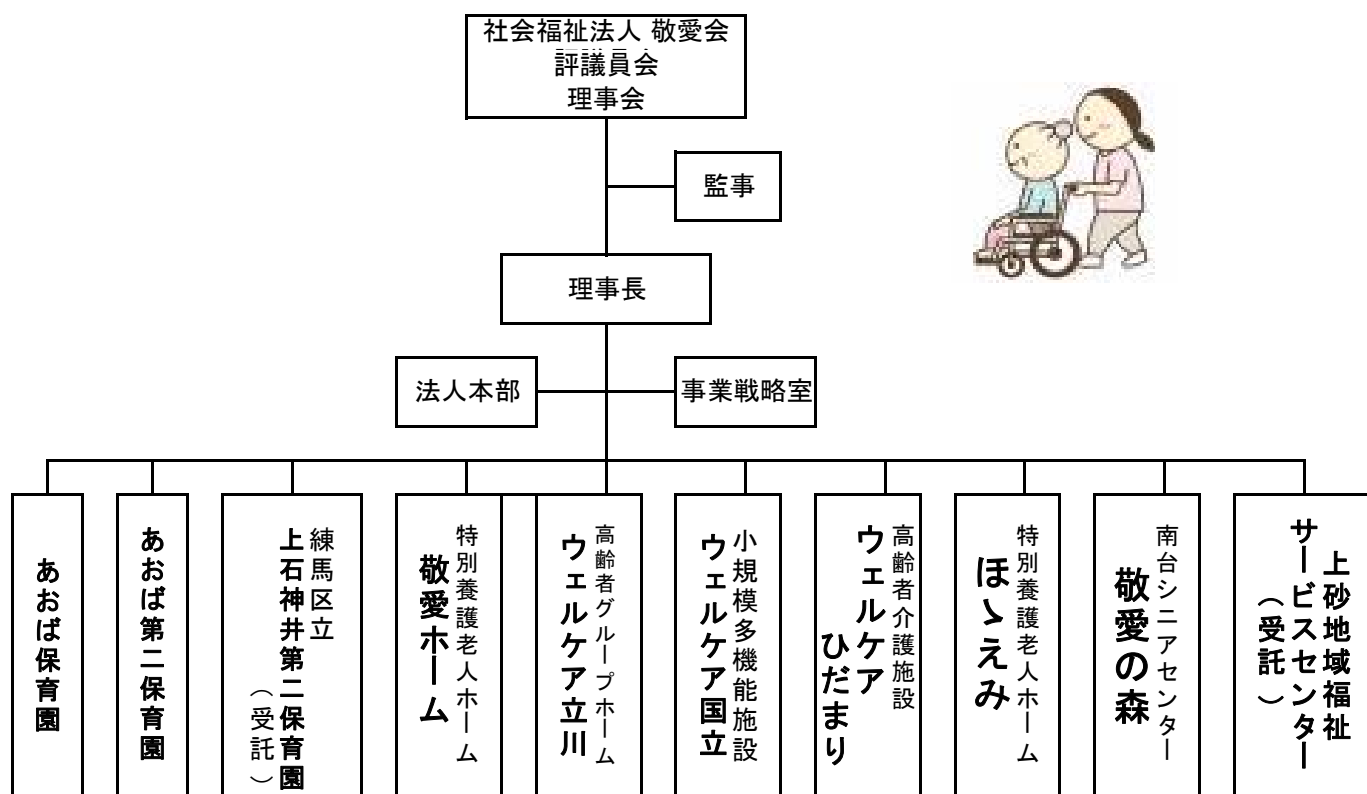 社会福祉法人 敬愛会
評議員会
理事会
監事
理事長
法人本部
事業戦略室
あおば保育園
あおば第二保育園
練馬区立
上石神井第二保育園
（受託）
特別養護老人ホーム
敬愛ホーム
高齢者グループホーム
ウェルケア立川
小規模多機能施設
ウェルケア国立
高齢者介護施設
ウェルケア
ひだまり
特別養護老人ホーム
ほゝえみ
南台シニアセンター
敬愛の森
上砂地域福祉
サービスセンター
（受託）